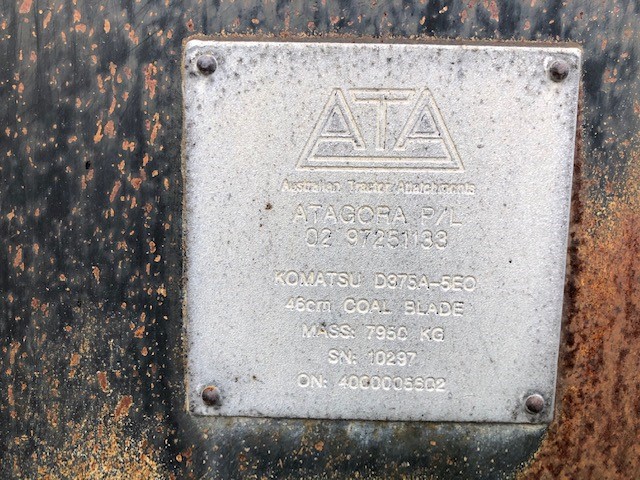 ATA
Australian Tractor Attachments
ATAGORA P/L
02 97251133
KOMATSU D375A-5EO
46cm COAL BLADE
MASS: 7950 KG
SN: 10297
ON: 4000005602